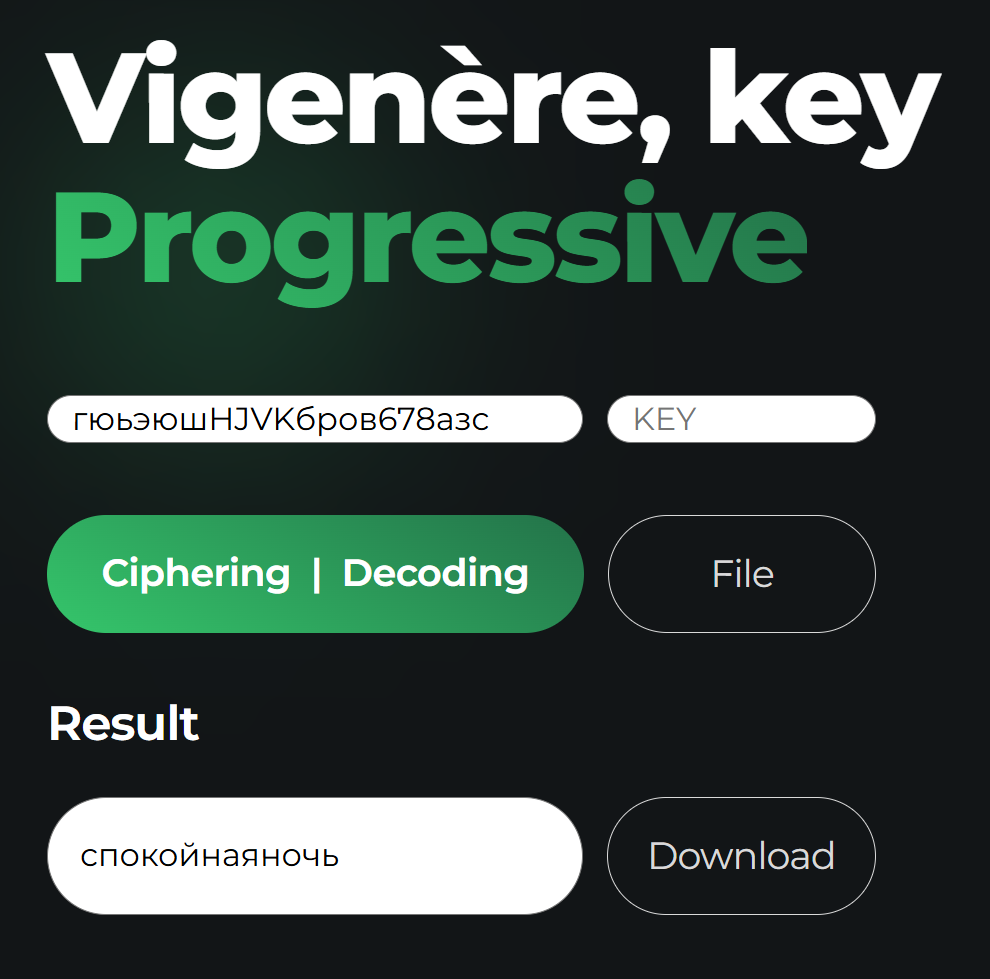 Vigenère, key
Progressive
гюьэюшHJVKбров678азс
KEY
Ciphering | Decoding
File
Result
спокойнаяночь
Download